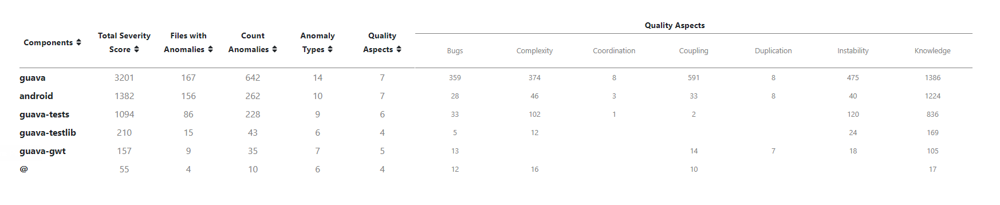 Quality Aspects
Components Total Severity Score Files with Anomalies Count Anomalies Anomaly Types Quality Aspects Bugs Complexity Coordination Coupling Duplication Instability Knowledge
guava 3201 167 642 14 7 359 374 8 591 8 475 1386
android 1382 156 262 10 7 28 46 3 33 8 40 1224
guava-tests 1094 86 228 9 6 33 102 1 2 120 836
guava-testlib 210 15 43 6 4 5 12 24 169
guava-gwt 157 9 35 7 5 13 14 7 18 105
@ 55 4 10 6 4 12 16 10 17